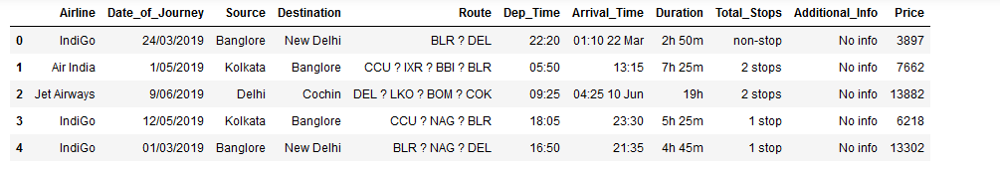 Airline Date_of_Journey Source Destination Route Dep_Time Arrival_Time Duration Total_Stops Additional_Info Price
0 IndiGo 24/03/2019 Banglore New Delhi BLR ? DEL 22:20 01:10 22 Mar 2h 50m non-stop No info 3897
1 Air India 1/05/2019 Kolkata Banglore CCU ? IXR ? BBI ? BLR 05:50 13:15 7h 25m 2 stops No info 7662
2 Jet Airways 9/06/2019 Delhi Cochin DEL ? LKO ? BOM ? COK 09:25 04:25 10 Jun 19h 2 stops No info 13882
3 IndiGo 12/05/2019 Kolkata Banglore CCU ? NAG ? BLR 18:05 23:30 5h 25m 1 stop No info 6218
4 IndiGo 01/03/2019 Banglore New Delhi BLR ? NAG ? DEL 16:50 21:35 4h 45m 1 stop No info 13302